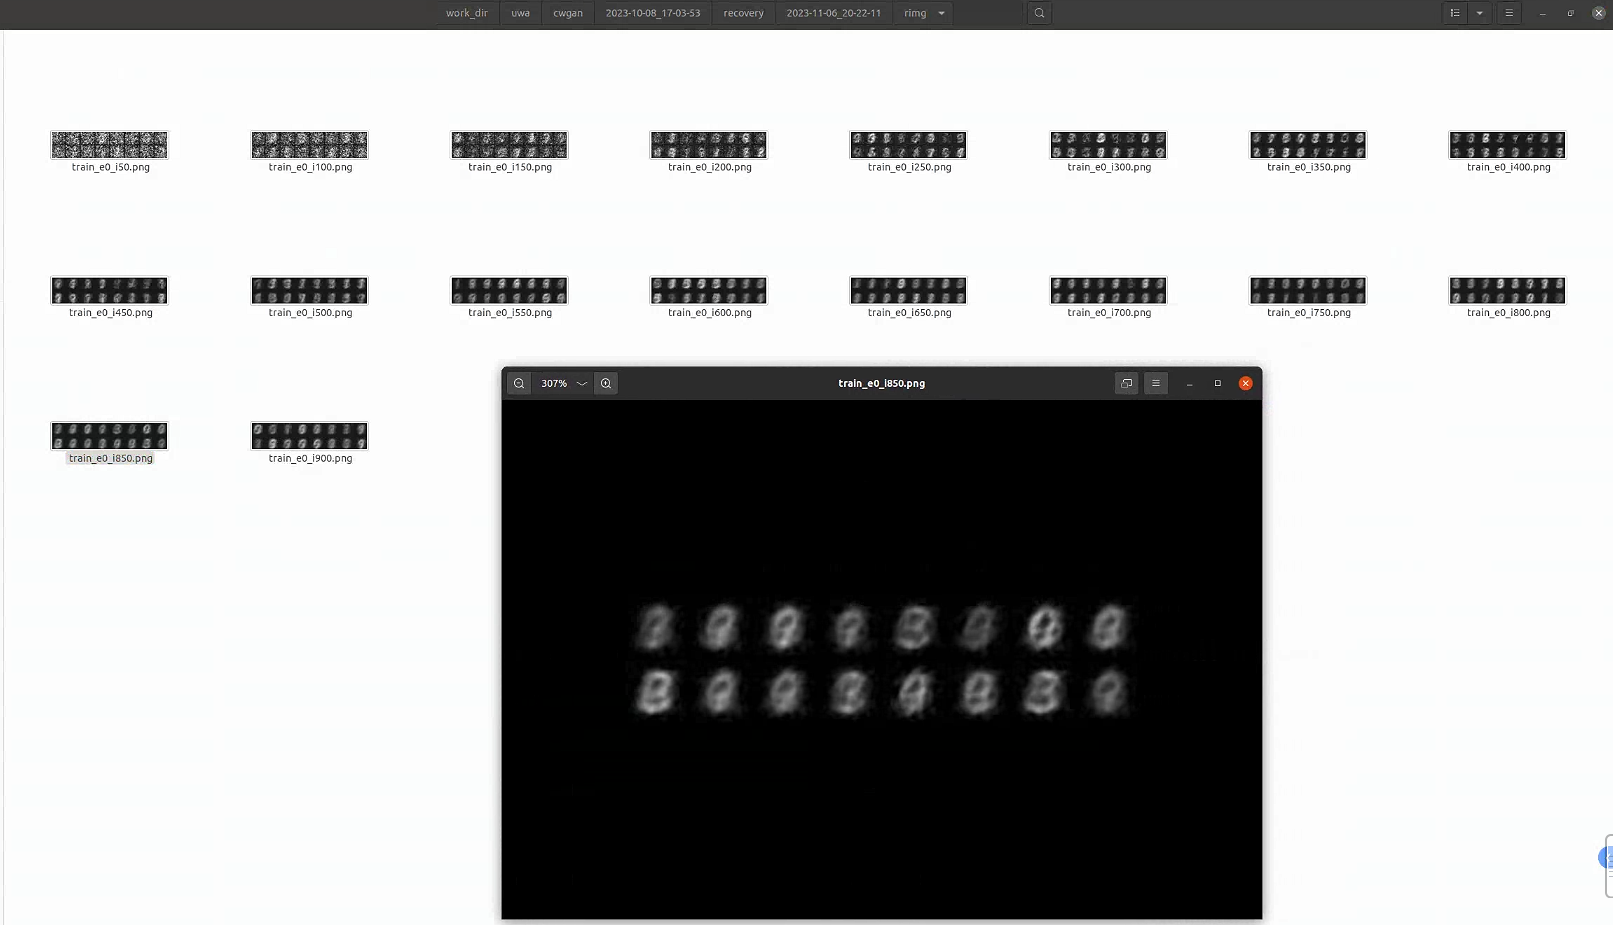 work_dir uwa cwgan 2023-10-08_17-03-53 recovery 2023-11-06_20-22-11 rimg
train_e0_i50.png train_e0_i100.png train_e0_i150.png train_e0_i200.png train_e0_i250.png train_e0_i300.png train_e0_i350.png train_e0_i400.png
train_e0_i450.png train_e0_i500.png train_e0_i550.png train_e0_i600.png train_e0_i650.png train_e0_i700.png train_e0_i750.png train_e0_i800.png
307% train_e0_i850.png
train_e0_i850.png train_e0_i900.png